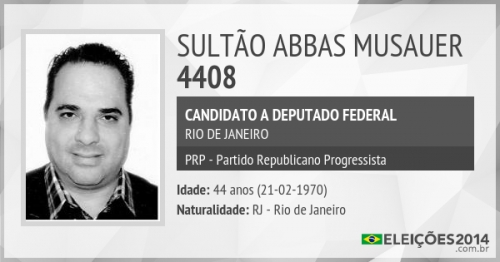 SULTÃO ABBAS MUSAUER
4408
CANDIDATO A DEPUTADO FEDERAL
RIO DE JANEIRO
PRP - Partido Republicano Progressista
Idade: 44 anos (21-02-1970)
Naturalidade: RJ - Rio de Janeiro
ELEIÇÕES2014
.com.br